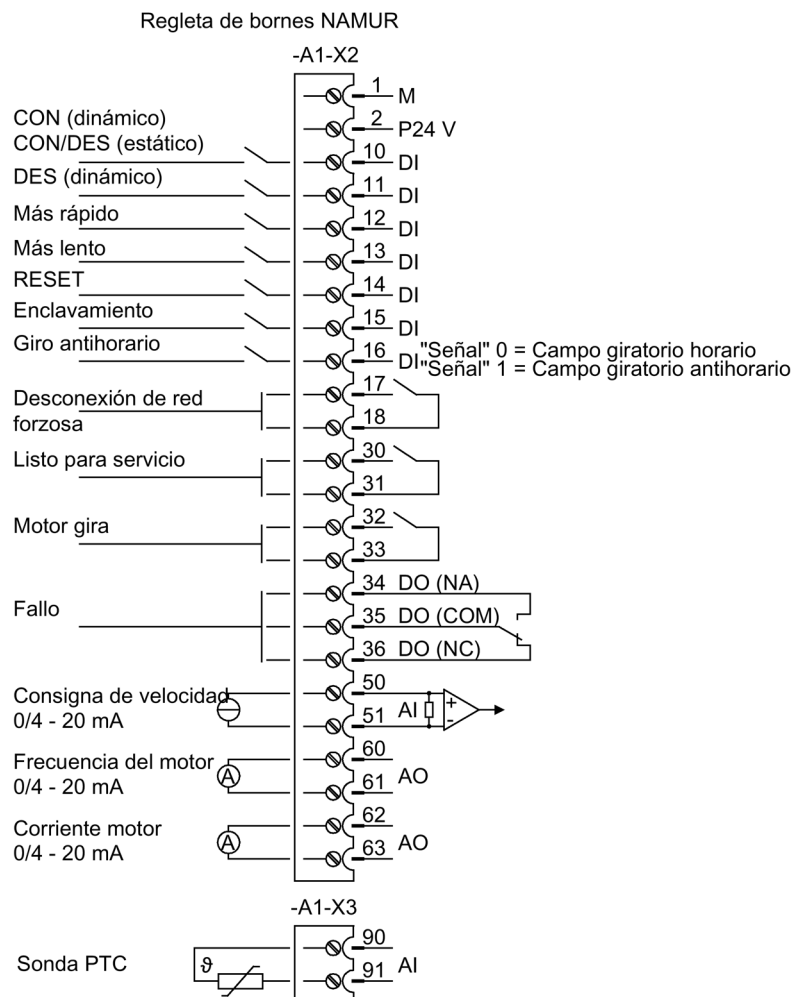 Regleta de bornes NAMUR
-A1-X2
1 M
2 P24 V
CON (dinámico)
CON/DES (estático)
10 DI
DES (dinámico)
11 DI
Más rápido
12 DI
Más lento
13 DI
RESET
14 DI
Enclavamiento
15 DI
Giro antihorario
16 DI
"Señal" 0 = Campo giratorio horario
"Señal" 1 = Campo giratorio antihorario
17
Desconexión de red
forzosa
18
30
Listo para servicio
31
32
Motor gira
33
34 DO (NA)
Fallo
35 DO (COM)
36 DO (NC)
50
Consigna de velocidad
0/4 - 20 mA
51 AI
+
-
60
Frecuencia del motor
0/4 - 20 mA
A
61 AO
62
Corriente motor
0/4 - 20 mA
A
63 AO
-A1-X3
90
Sonda PTC
ϑ
91 AI